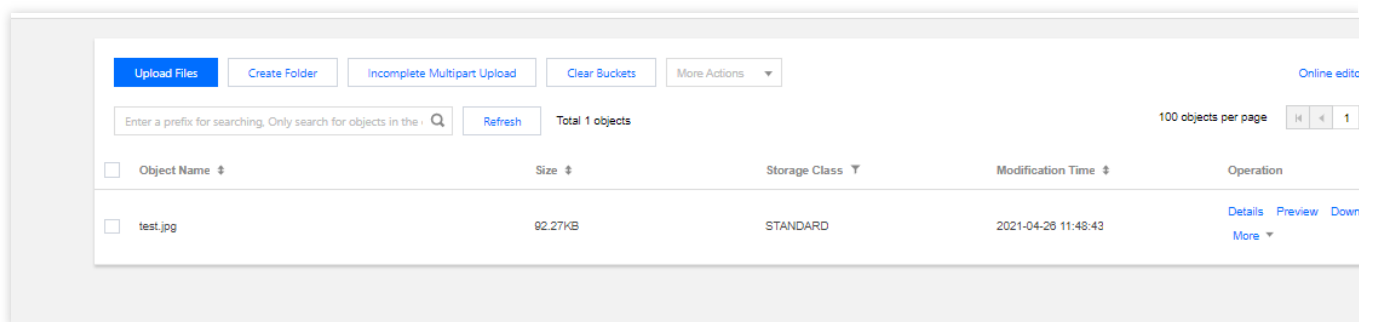 Upload Files Create Folder Incomplete Multipart Upload Clear Buckets More Actions Online edito
Enter a prefix for searching, Only search for objects in the Refresh Total 1 objects 100 objects per page 1
Object Name Size Storage Class Modification Time Operation
test.jpg 92.27KB STANDARD 2021-04-26 11:48:43 Details Preview Down
More